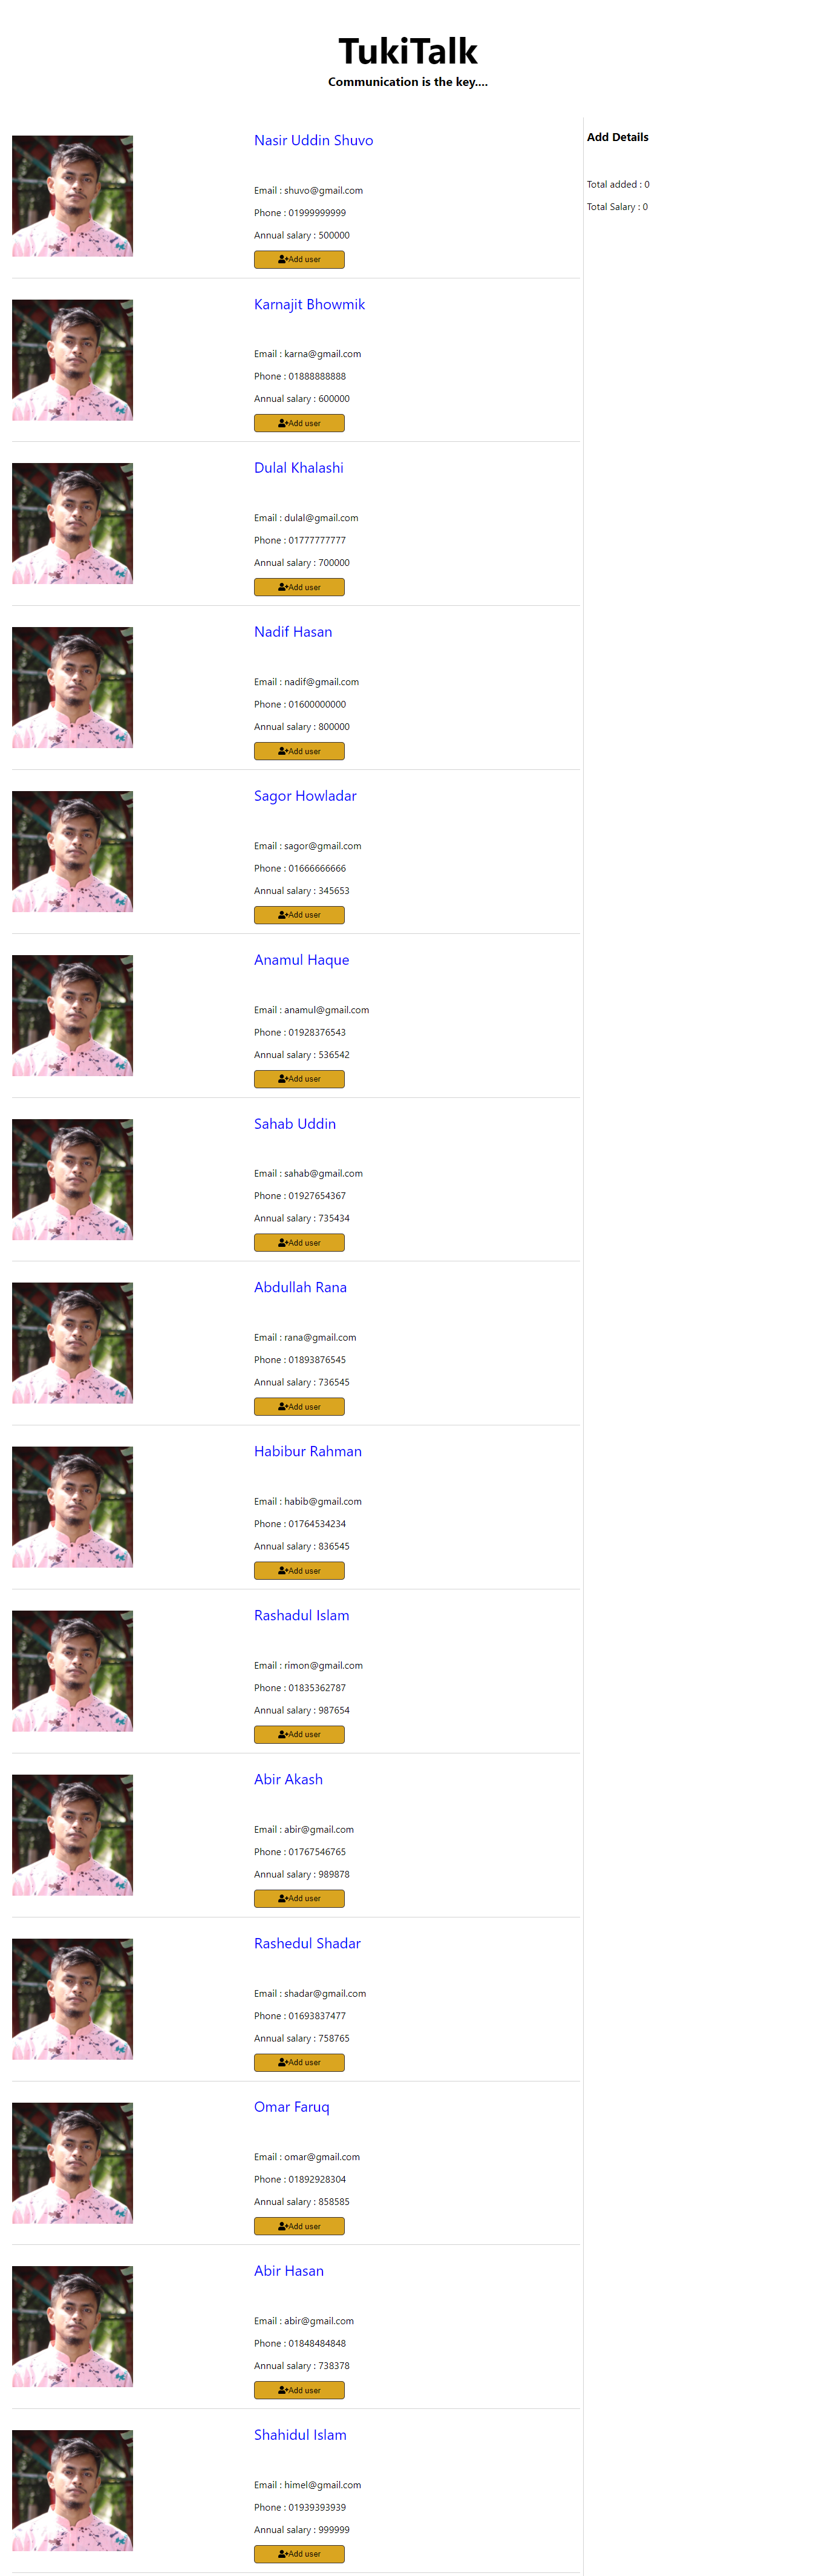 TukiTalk
Communication is the key....
Nasir Uddin Shuvo
Email : shuvo@gmail.com
Phone : 01999999999
Annual salary : 500000
Add user
Karnajit Bhowmik
Email : karna@gmail.com
Phone : 01888888888
Annual salary : 600000
Add user
Dulal Khalashi
Email : dulal@gmail.com
Phone : 01777777777
Annual salary : 700000
Add user
Nadif Hasan
Email : nadif@gmail.com
Phone : 01600000000
Annual salary : 800000
Add user
Sagor Howladar
Email : sagor@gmail.com
Phone : 01666666666
Annual salary : 345653
Add user
Anamul Haque
Email : anamul@gmail.com
Phone : 01928376543
Annual salary : 536542
Add user
Sahab Uddin
Email : sahab@gmail.com
Phone : 01927654367
Annual salary : 735434
Add user
Abdullah Rana
Email : rana@gmail.com
Phone : 01893876545
Annual salary : 736545
Add user
Habibur Rahman
Email : habib@gmail.com
Phone : 01764534234
Annual salary : 836545
Add user
Rashadul Islam
Email : rimon@gmail.com
Phone : 01835362787
Annual salary : 987654
Add user
Abir Akash
Email : abir@gmail.com
Phone : 01767546765
Annual salary : 989878
Add user
Rashedul Shadar
Email : shadar@gmail.com
Phone : 01693837477
Annual salary : 758765
Add user
Omar Faruq
Email : omar@gmail.com
Phone : 01892928304
Annual salary : 858585
Add user
Abir Hasan
Email : abir@gmail.com
Phone : 01848484848
Annual salary : 738378
Add user
Shahidul Islam
Email : himel@gmail.com
Phone : 01939393939
Annual salary : 999999
Add user
Add Details
Total added : 0
Total Salary : 0